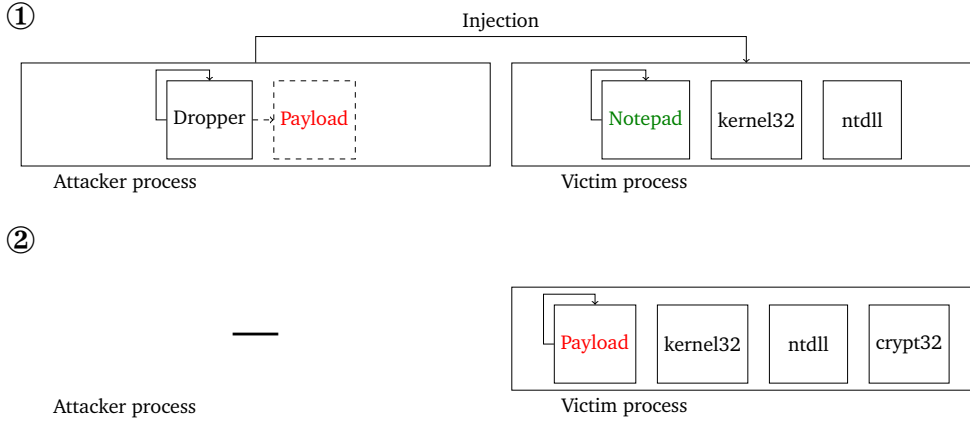 ①
Injection
Dropper
Payload
Notepad
kernel32
ntdll
Attacker process
Victim process
②
Payload
kernel32
ntdll
crypt32
Attacker process
Victim process